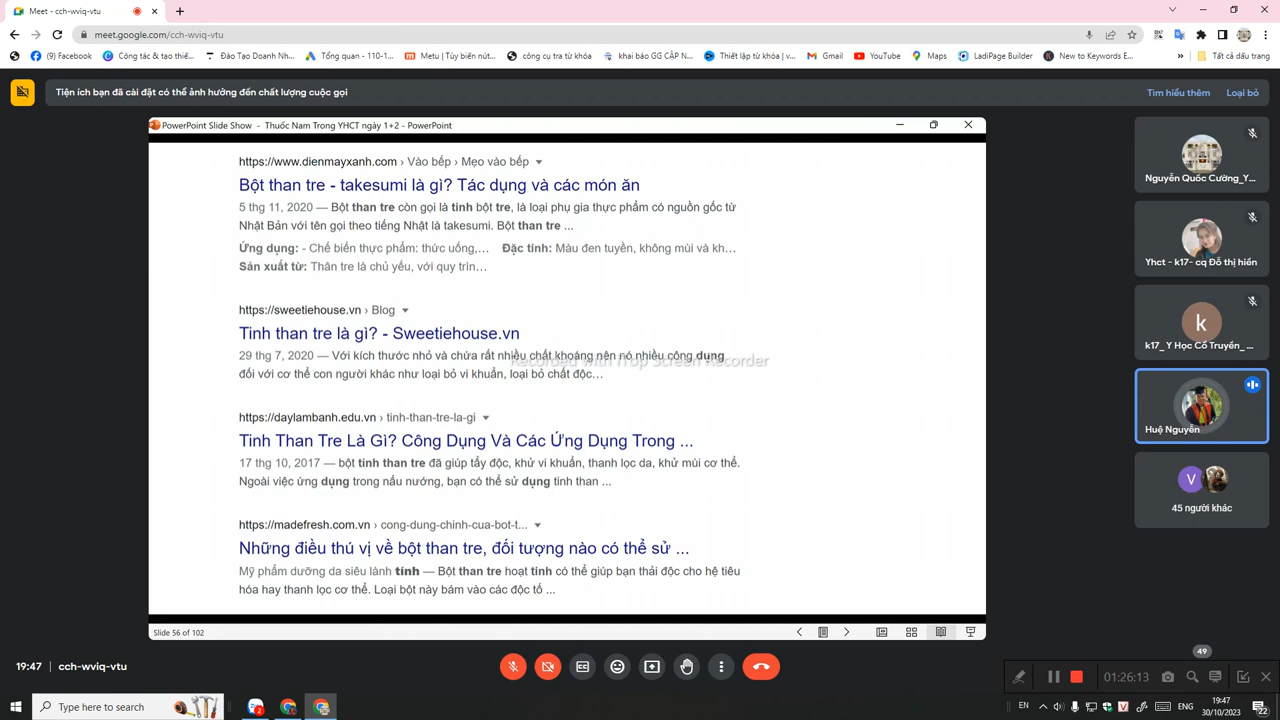 Meet - cch-wviq-vtu
meet.google.com/cch-wviq-vtu
(3) Facebook
Công tác & tạo thiế...
Đào Tạo Doanh Nh...
Tổng quan - 110-1...
Metu | Tùy biến nút...
công cụ tra từ khóa
khai báo GG CẬP N...
Thiết lập từ khóa | v...
Gmail
YouTube
Maps
LadiPage Builder
New to Keywords E...
Tất cả dấu trang
Tiện ích bạn đã cài đặt có thể ảnh hưởng đến chất lượng cuộc gọi
Tìm hiểu thêm
Loại bỏ
PowerPoint Slide Show - Thuốc Nam Trong YHCT ngày 1+2 - PowerPoint
https://www.dienmayxanh.com › Vào bếp › Mẹo vào bếp
Bột than tre - takesumi là gì? Tác dụng và các món ăn
5 thg 11, 2020 — Bột than tre còn gọi là tinh bột tre, là loại phụ gia thực phẩm có nguồn gốc từ
Nhật Bản với tên gọi theo tiếng Nhật là takesumi. Bột than tre ...
Ứng dụng: - Chế biến thực phẩm: thức uống,... Đặc tính: Màu đen tuyền, không mùi và kh...
Sản xuất từ: Thân tre là chủ yếu, với quy trìn...
https://sweetiehouse.vn › Blog
Tinh than tre là gì? - Sweetiehouse.vn
29 thg 7, 2020 — Với kích thước nhỏ và chứa rất nhiều chất khoáng nên nó nhiều công dụng
đối với cơ thể con người khác như loại bỏ vi khuẩn, loại bỏ chất độc...
Recorded with iTop Screen Recorder
https://daylambanh.edu.vn › tinh-than-tre-la-gi
Tinh Than Tre Là Gì? Công Dụng Và Các Ứng Dụng Trong ...
17 thg 10, 2017 — bột tinh than tre đã giúp tẩy độc, khử vi khuẩn, thanh lọc da, khử mùi cơ thể.
Ngoài việc ứng dụng trong nấu nướng, bạn có thể sử dụng tinh than ...
https://madefresh.com.vn › cong-dung-chinh-cua-bot-t...
Những điều thú vị về bột than tre, đối tượng nào có thể sử ...
Mỹ phẩm dưỡng da siêu lành tính — Bột than tre hoạt tính có thể giúp bạn thải độc cho hệ tiêu
hóa hay thanh lọc cơ thể. Loại bột này bám vào các độc tố ...
Slide 56 of 102
Nguyễn Quốc Cường_Y...
Yhct - k17- cq Đỗ thị hiền
k
k17_ Y Học Cổ Truyền_ ...
Huệ Nguyễn
V
45 người khác
49
19:47 | cch-wviq-vtu
01:26:13
Type here to search
EN
ENG
19:47
30/10/2023
22